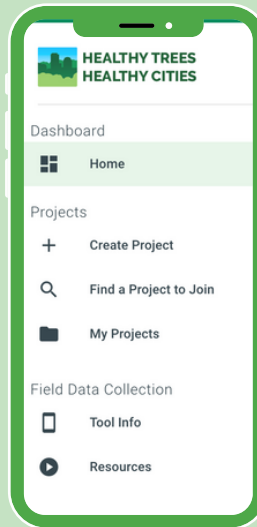 HEALTHY TREES
HEALTHY CITIES
Dashboard
Home
Projects
Create Project
Find a Project to Join
My Projects
Field Data Collection
Tool Info
Resources